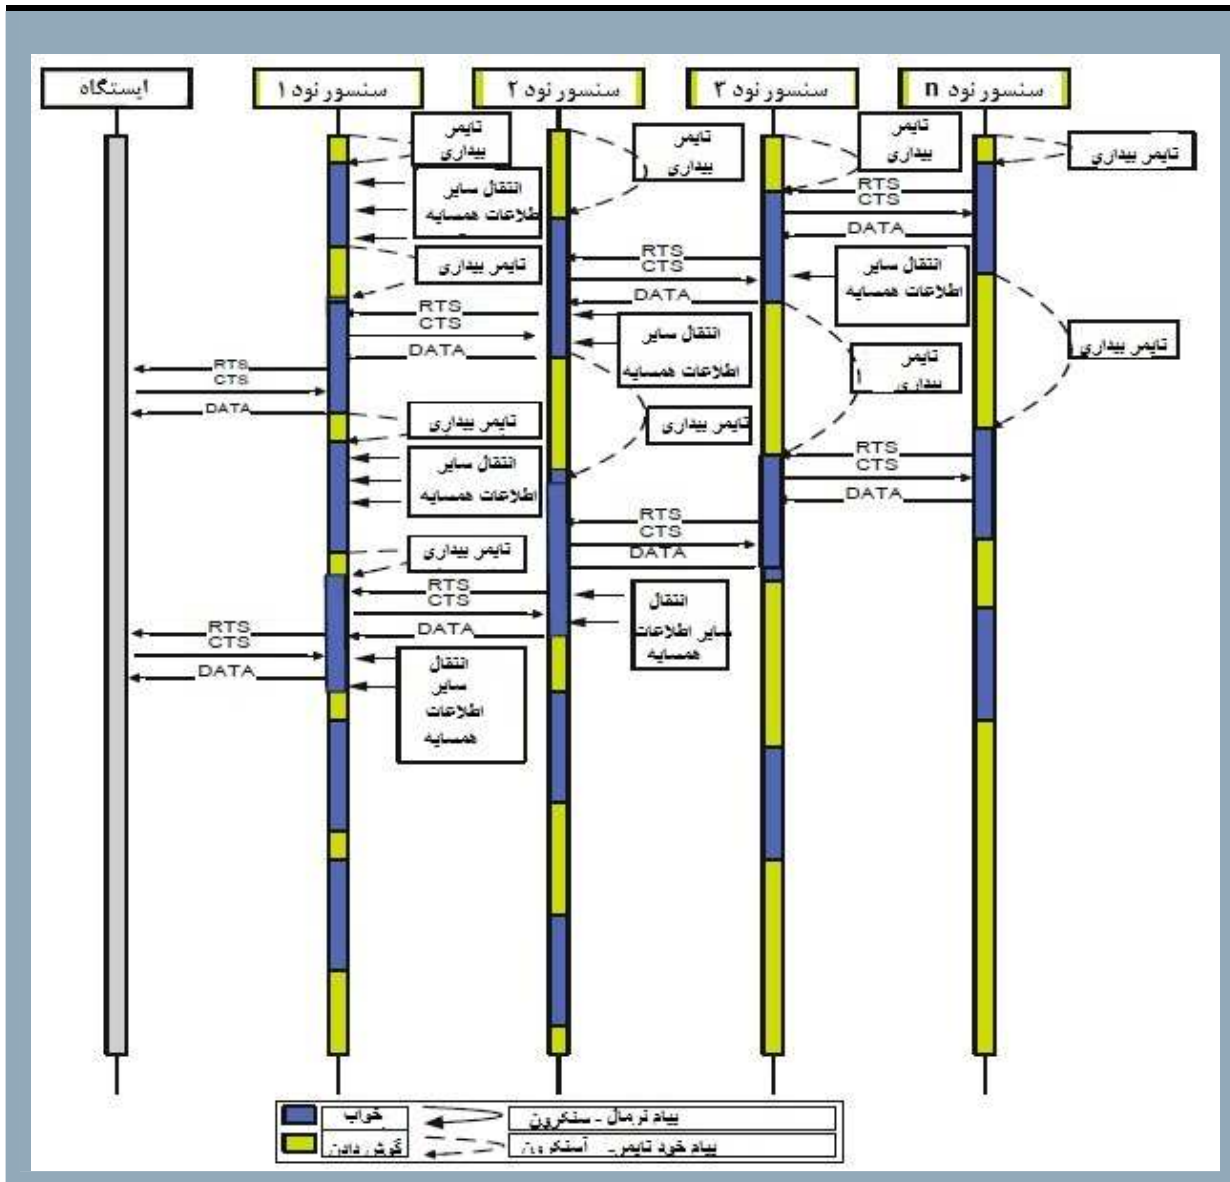 ایستگاه
سنسور نود ۱
سنسور نود ۲
سنسور نود ۳
سنسور نود n
تایمر
بیداری
تایمر
بیداری
تایمر
بیداری
تایمر بیداری
انتقال سایر
طلاعات همسایه
RTS
CTS
DATA
تایمر بیداری
RTS
CTS
DATA
انتقال سایر
اطلاعات همسایه
RTS
CTS
DATA
انتقال سایر
اطلاعات همسایه
تایمر
بیداری
تایمر بیداری
RTS
CTS
DATA
تایمر بیداری
تایمر بیداری
انتقال سایر
اطلاعات همسایه
RTS
CTS
DATA
RTS
CTS
DATA
تایمر بیداری
RTS
CTS
DATA
انتقال
سایر اطلاعات
همسایه
RTS
CTS
DATA
انتقال
سایر
اطلاعات
همسایه
خواب
پیام نرمال - سنکرون
گوش دادن
پیام خود تایمر- آسنکرون